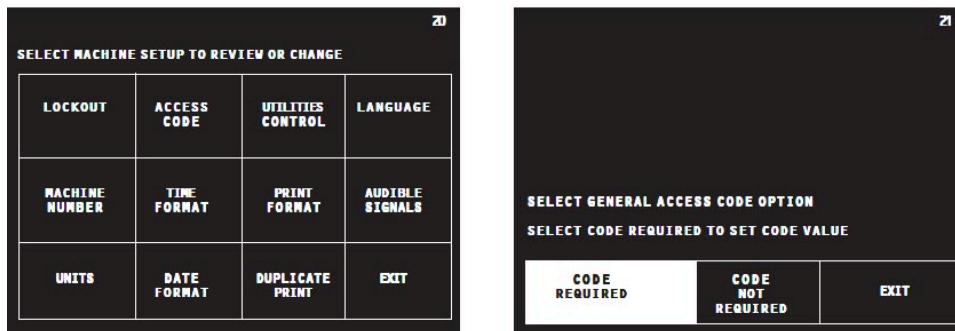 20
SELECT MACHINE SETUP TO REVIEW OR CHANGE
LOCKOUT
ACCESS
CODE
UTILITIES
CONTROL
LANGUAGE
MACHINE
NUMBER
TIME
FORMAT
PRINT
FORMAT
AUDIBLE
SIGNALS
UNITS
DATE
FORMAT
DUPLICATE
PRINT
EXIT
21
SELECT GENERAL ACCESS CODE OPTION
SELECT CODE REQUIRED TO SET CODE VALUE
CODE
REQUIRED
CODE
NOT
REQUIRED
EXIT